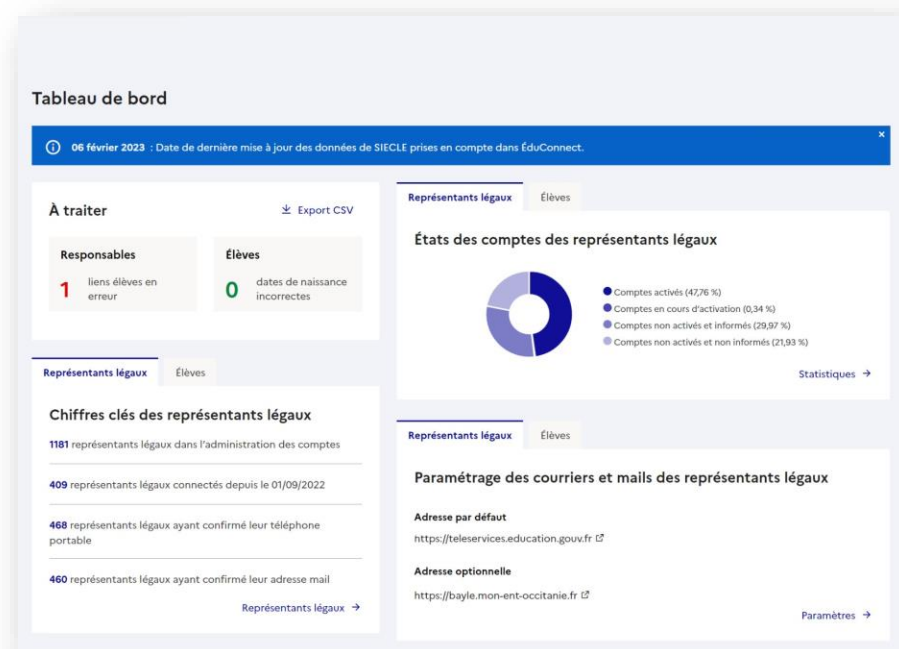 Tableau de bord
06 février 2023 : Date de dernière mise à jour des données de SIECLE prises en compte dans ÉduConnect.
À traiter
Export CSV
Responsables
1 liens élèves en
erreur
Élèves
0 dates de naissance
incorrectes
Représentants légaux Élèves
Chiffres clés des représentants légaux
1181 représentants légaux dans l'administration des comptes
409 représentants légaux connectés depuis le 01/09/2022
468 représentants légaux ayant confirmé leur téléphone
portable
460 représentants légaux ayant confirmé leur adresse mail
Représentants légaux →
Représentants légaux Élèves
États des comptes des représentants légaux
Comptes activés (47,76 %)
Comptes en cours d'activation (0,34 %)
Comptes non activés et informés (29,97 %)
Comptes non activés et non informés (21,93 %)
Statistiques →
Représentants légaux Élèves
Paramétrage des courriers et mails des représentants légaux
Adresse par défaut
https://teleservices.education.gouv.fr
Adresse optionnelle
https://bayle.mon-ent-occitanie.fr
Paramètres →